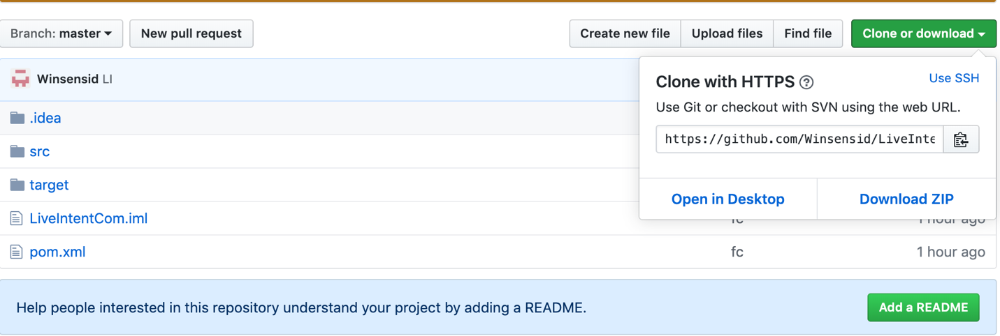 Branch: master
New pull request
Create new file
Upload files
Find file
Clone or download
Winsensid LI
Clone with HTTPS ?
Use SSH
Use Git or checkout with SVN using the web URL.
https://github.com/Winsensid/LiveInte
Open in Desktop
Download ZIP
.idea
src
target
LiveIntentCom.iml
fc
1 hour ago
pom.xml
fc
1 hour ago
Help people interested in this repository understand your project by adding a README.
Add a README